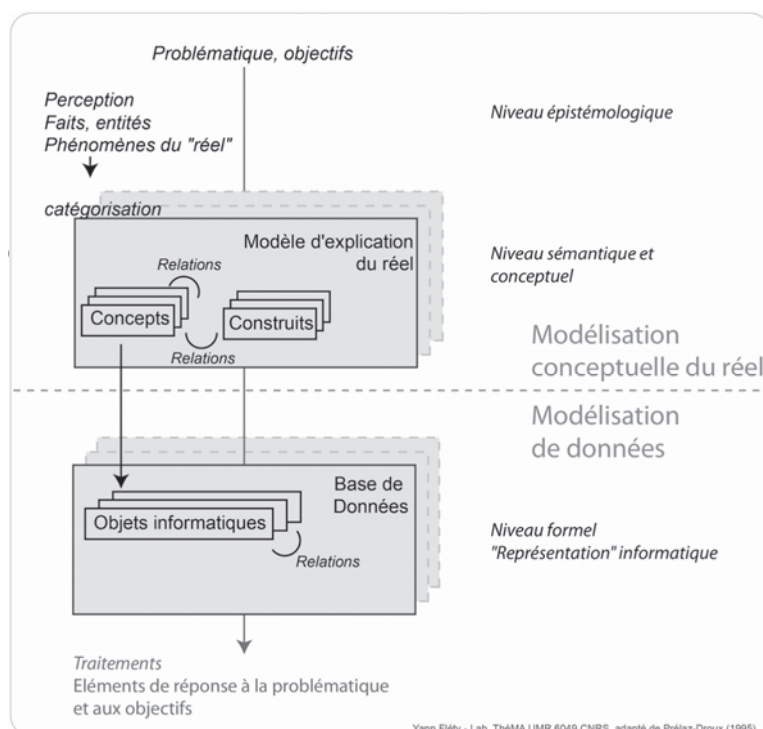 Problématique, objectifs
Perception
Faits, entités
Phénomènes du "réel"
Niveau épistémologique
catégorisation
Modèle d'explication
du réel
Relations
Concepts
Construits
Relations
Niveau sémantique et
conceptuel
Modélisation
conceptuelle du réel
Modélisation
de données
Base de
Données
Objets informatiques
Relations
Niveau formel
"Représentation" informatique
Traitements
Eléments de réponse à la problématique
et aux objectifs
Yann Fléty - Lab. ThéMA UMR 6049 CNRS, adapté de Prélaz-Droux (1995)